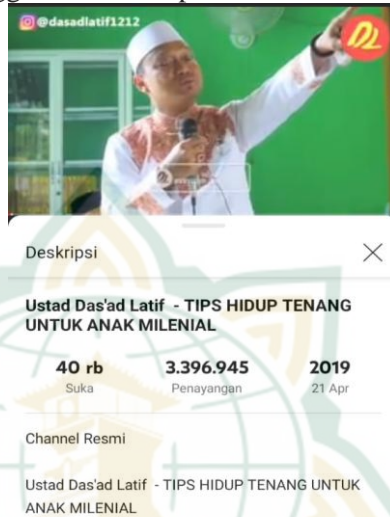 @dasadlatif1212
DL
Deskripsi
Ustad Das'ad Latif - TIPS HIDUP TENANG
UNTUK ANAK MILENIAL
40 rb 3.396.945 2019
Suka Penayangan 21 Apr
Channel Resmi
Ustad Das'ad Latif - TIPS HIDUP TENANG UNTUK
ANAK MILENIAL